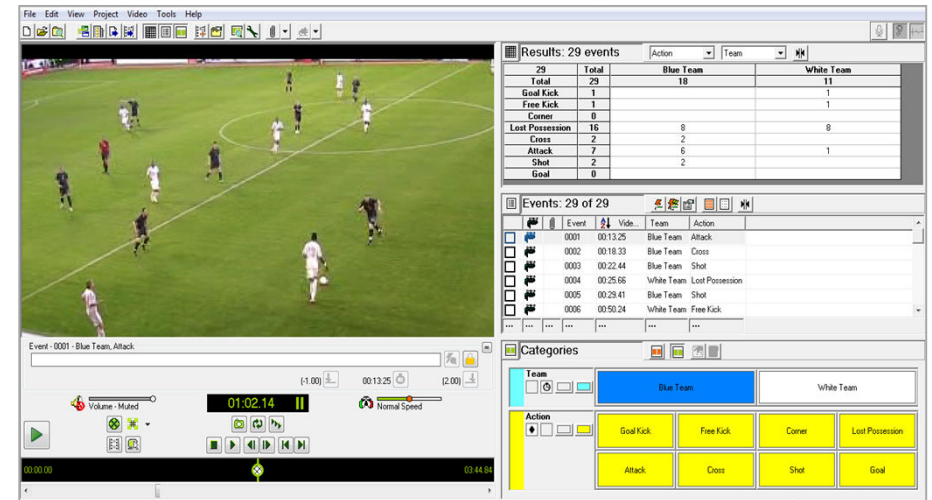 File Edit View Project Video Tools Help
Results: 29 events Action Team
29 Total Blue Team White Team
Total 29 18 11
Goal Kick 1 1
Free Kick 1 1
Corner 0
Lost Possession 16 8 8
Cross 2 2
Attack 7 6 1
Shot 2 2
Goal 0
Events: 29 of 29
Event Vide... Team Action
0001 00:13.25 Blue Team Attack
0002 00:18.33 Blue Team Cross
0003 00:22.44 Blue Team Shot
0004 00:25.66 White Team Lost Possession
0005 00:29.41 Blue Team Shot
0006 00:50.24 White Team Free Kick
... ... ... ... ... ...
Event - 0001 - Blue Team, Attack
(-1.00) 00:13:25 (2.00)
Volume - Muted 01:02.14 Normal Speed
00:00.00 03:44.84
Categories
Team
Blue Team White Team
Action
Goal Kick Free Kick Corner Lost Possession
Attack Cross Shot Goal